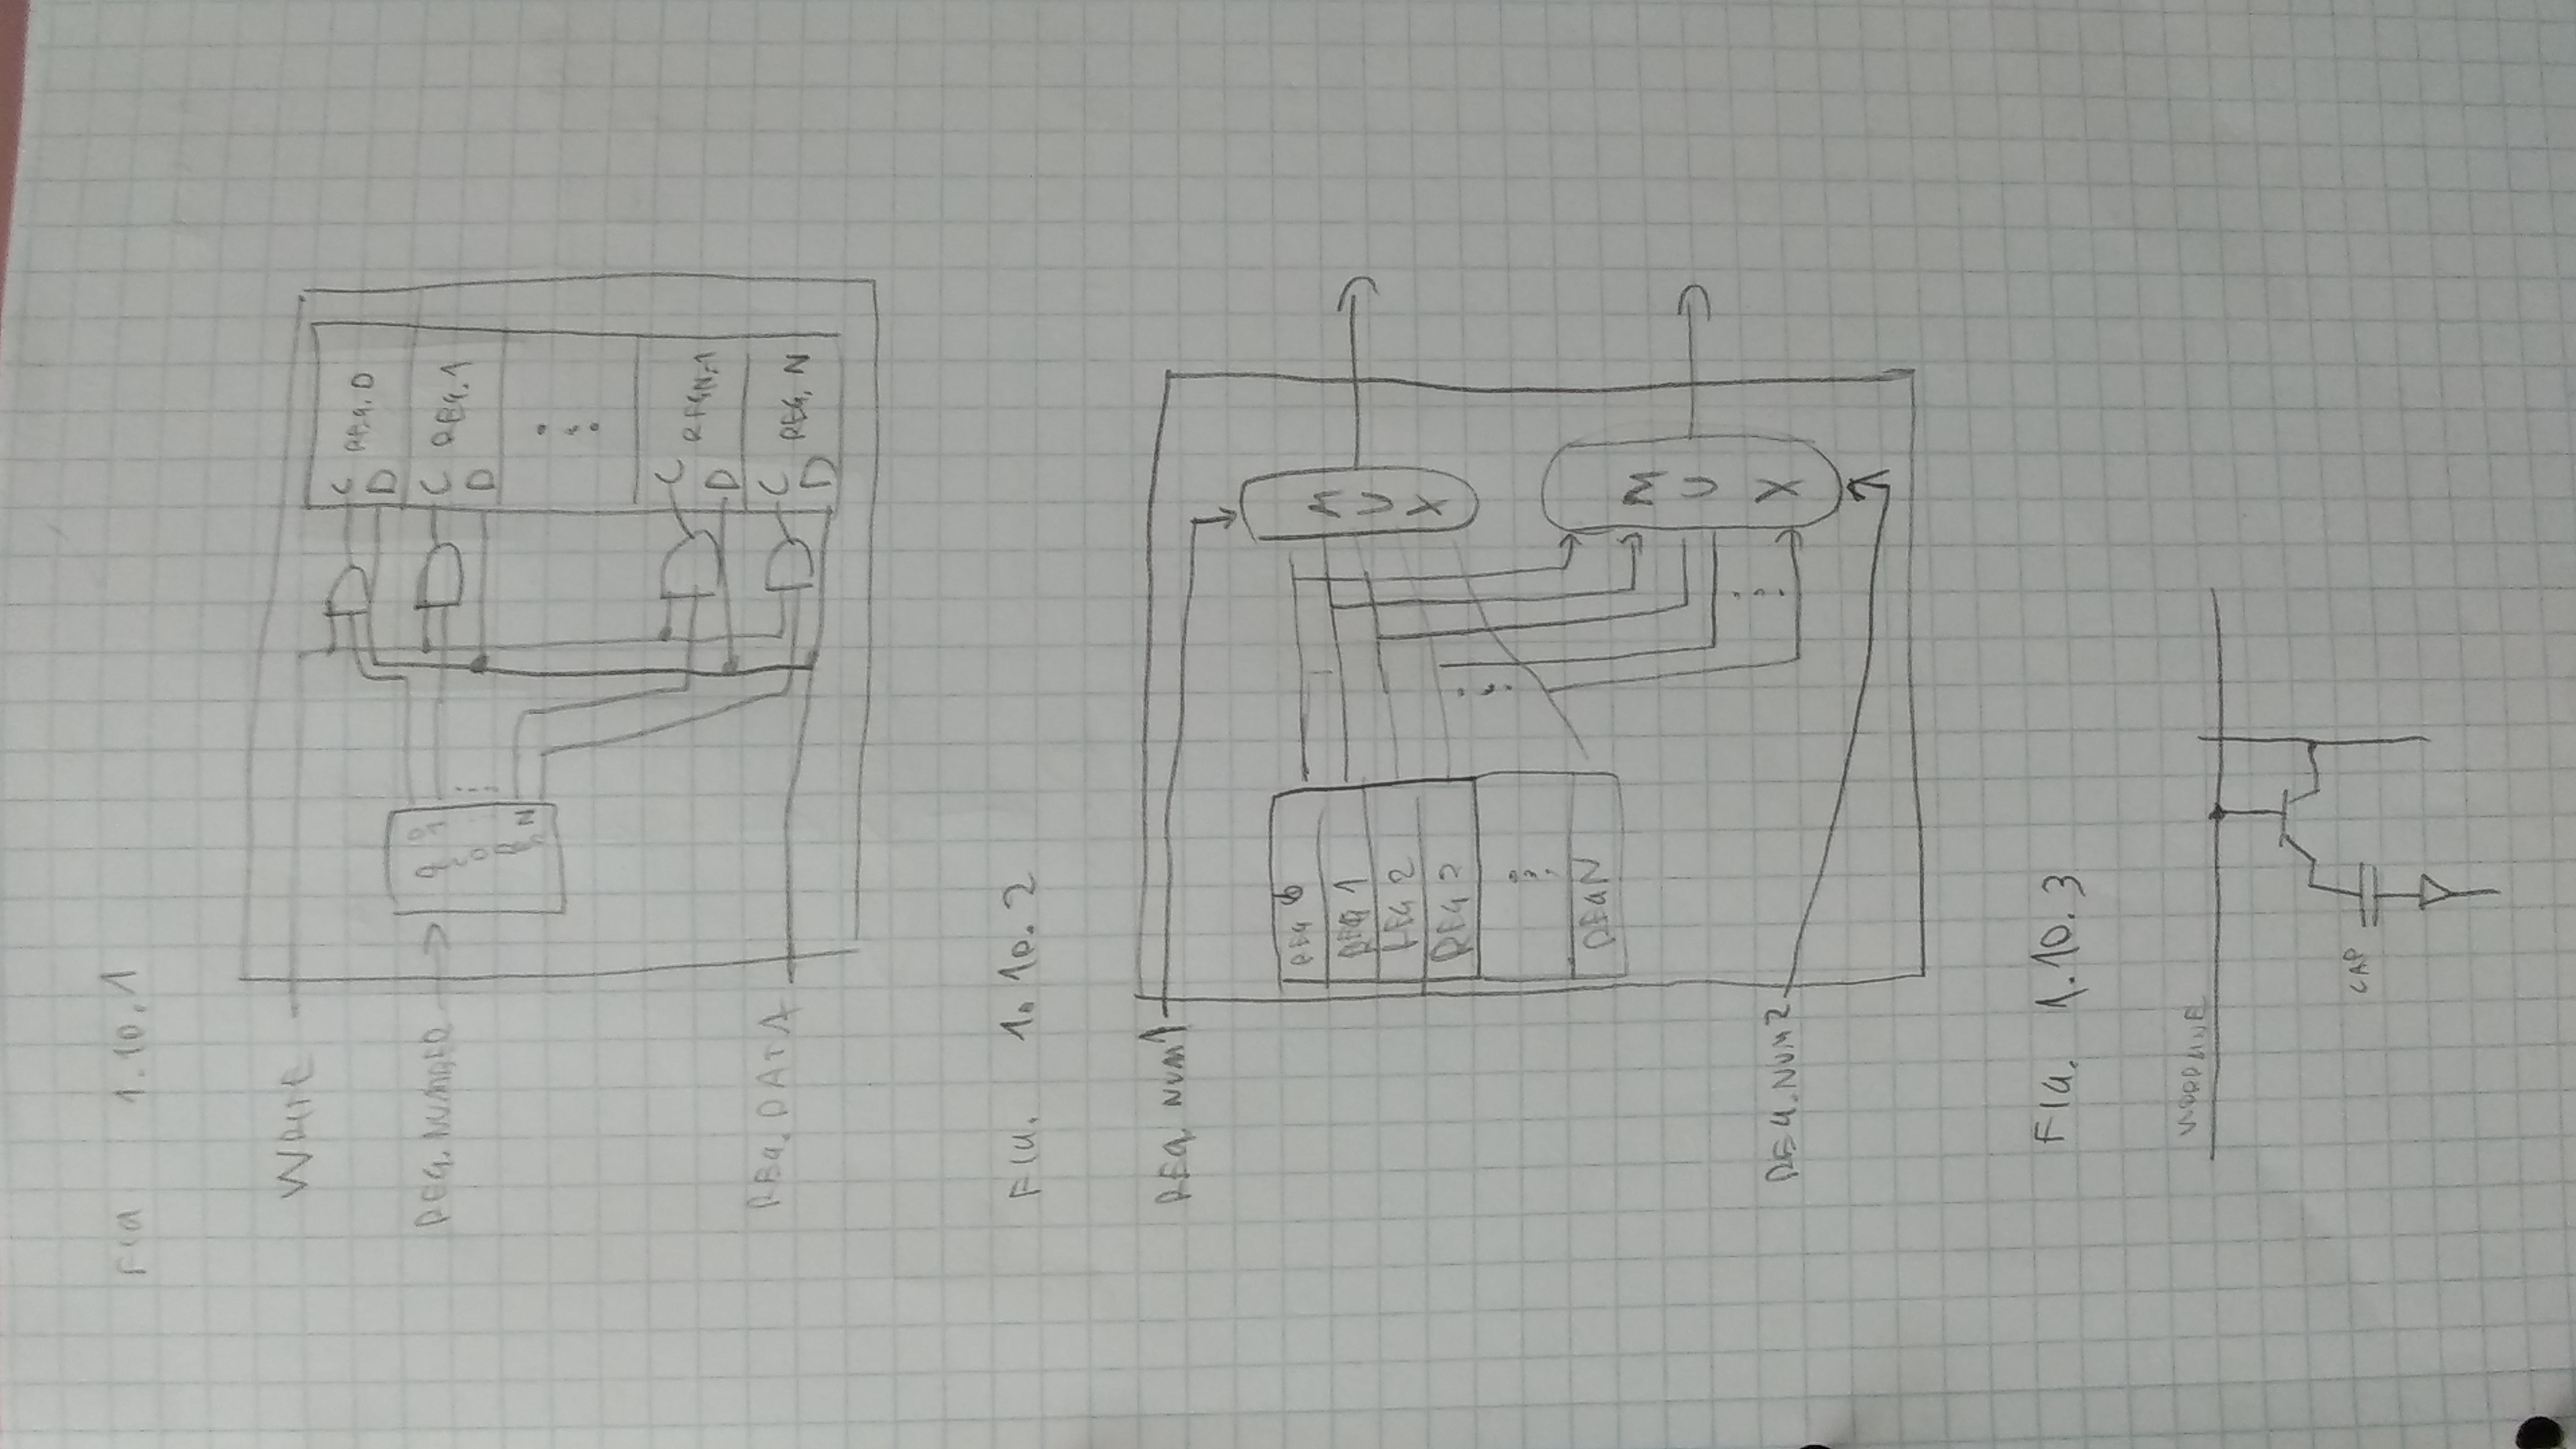 FIG 1.10.1
WRITE
C REG. 0
D
REG. NUMBER
0
1
N
C REG. 1
D
C REG N-1
D
REG. DATA
C REG. N
D
FIG. 1.10.2
REG NUM1
REG 0
REG 1
REG 2
REG
REG N
MUX
MUX
REG. NUM2
FIG. 1.10.3
WORDLINE
CAP